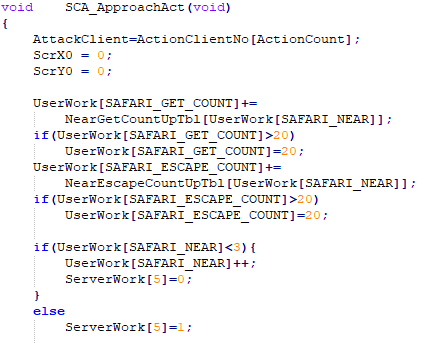 void    SCA_ApproachAct(void)
{
    AttackClient=ActionClientNo[ActionCount];
    ScrX0 = 0;
    ScrY0 = 0;

    UserWork[SAFARI_GET_COUNT]+=
        NearGetCountUpTbl[UserWork[SAFARI_NEAR]];
    if(UserWork[SAFARI_GET_COUNT]>20)
        UserWork[SAFARI_GET_COUNT]=20;
    UserWork[SAFARI_ESCAPE_COUNT]+=
        NearEscapeCountUpTbl[UserWork[SAFARI_NEAR]];
    if(UserWork[SAFARI_ESCAPE_COUNT]>20)
        UserWork[SAFARI_ESCAPE_COUNT]=20;

    if(UserWork[SAFARI_NEAR]<3){
        UserWork[SAFARI_NEAR]++;
        ServerWork[5]=0;
    }
    else
        ServerWork[5]=1;